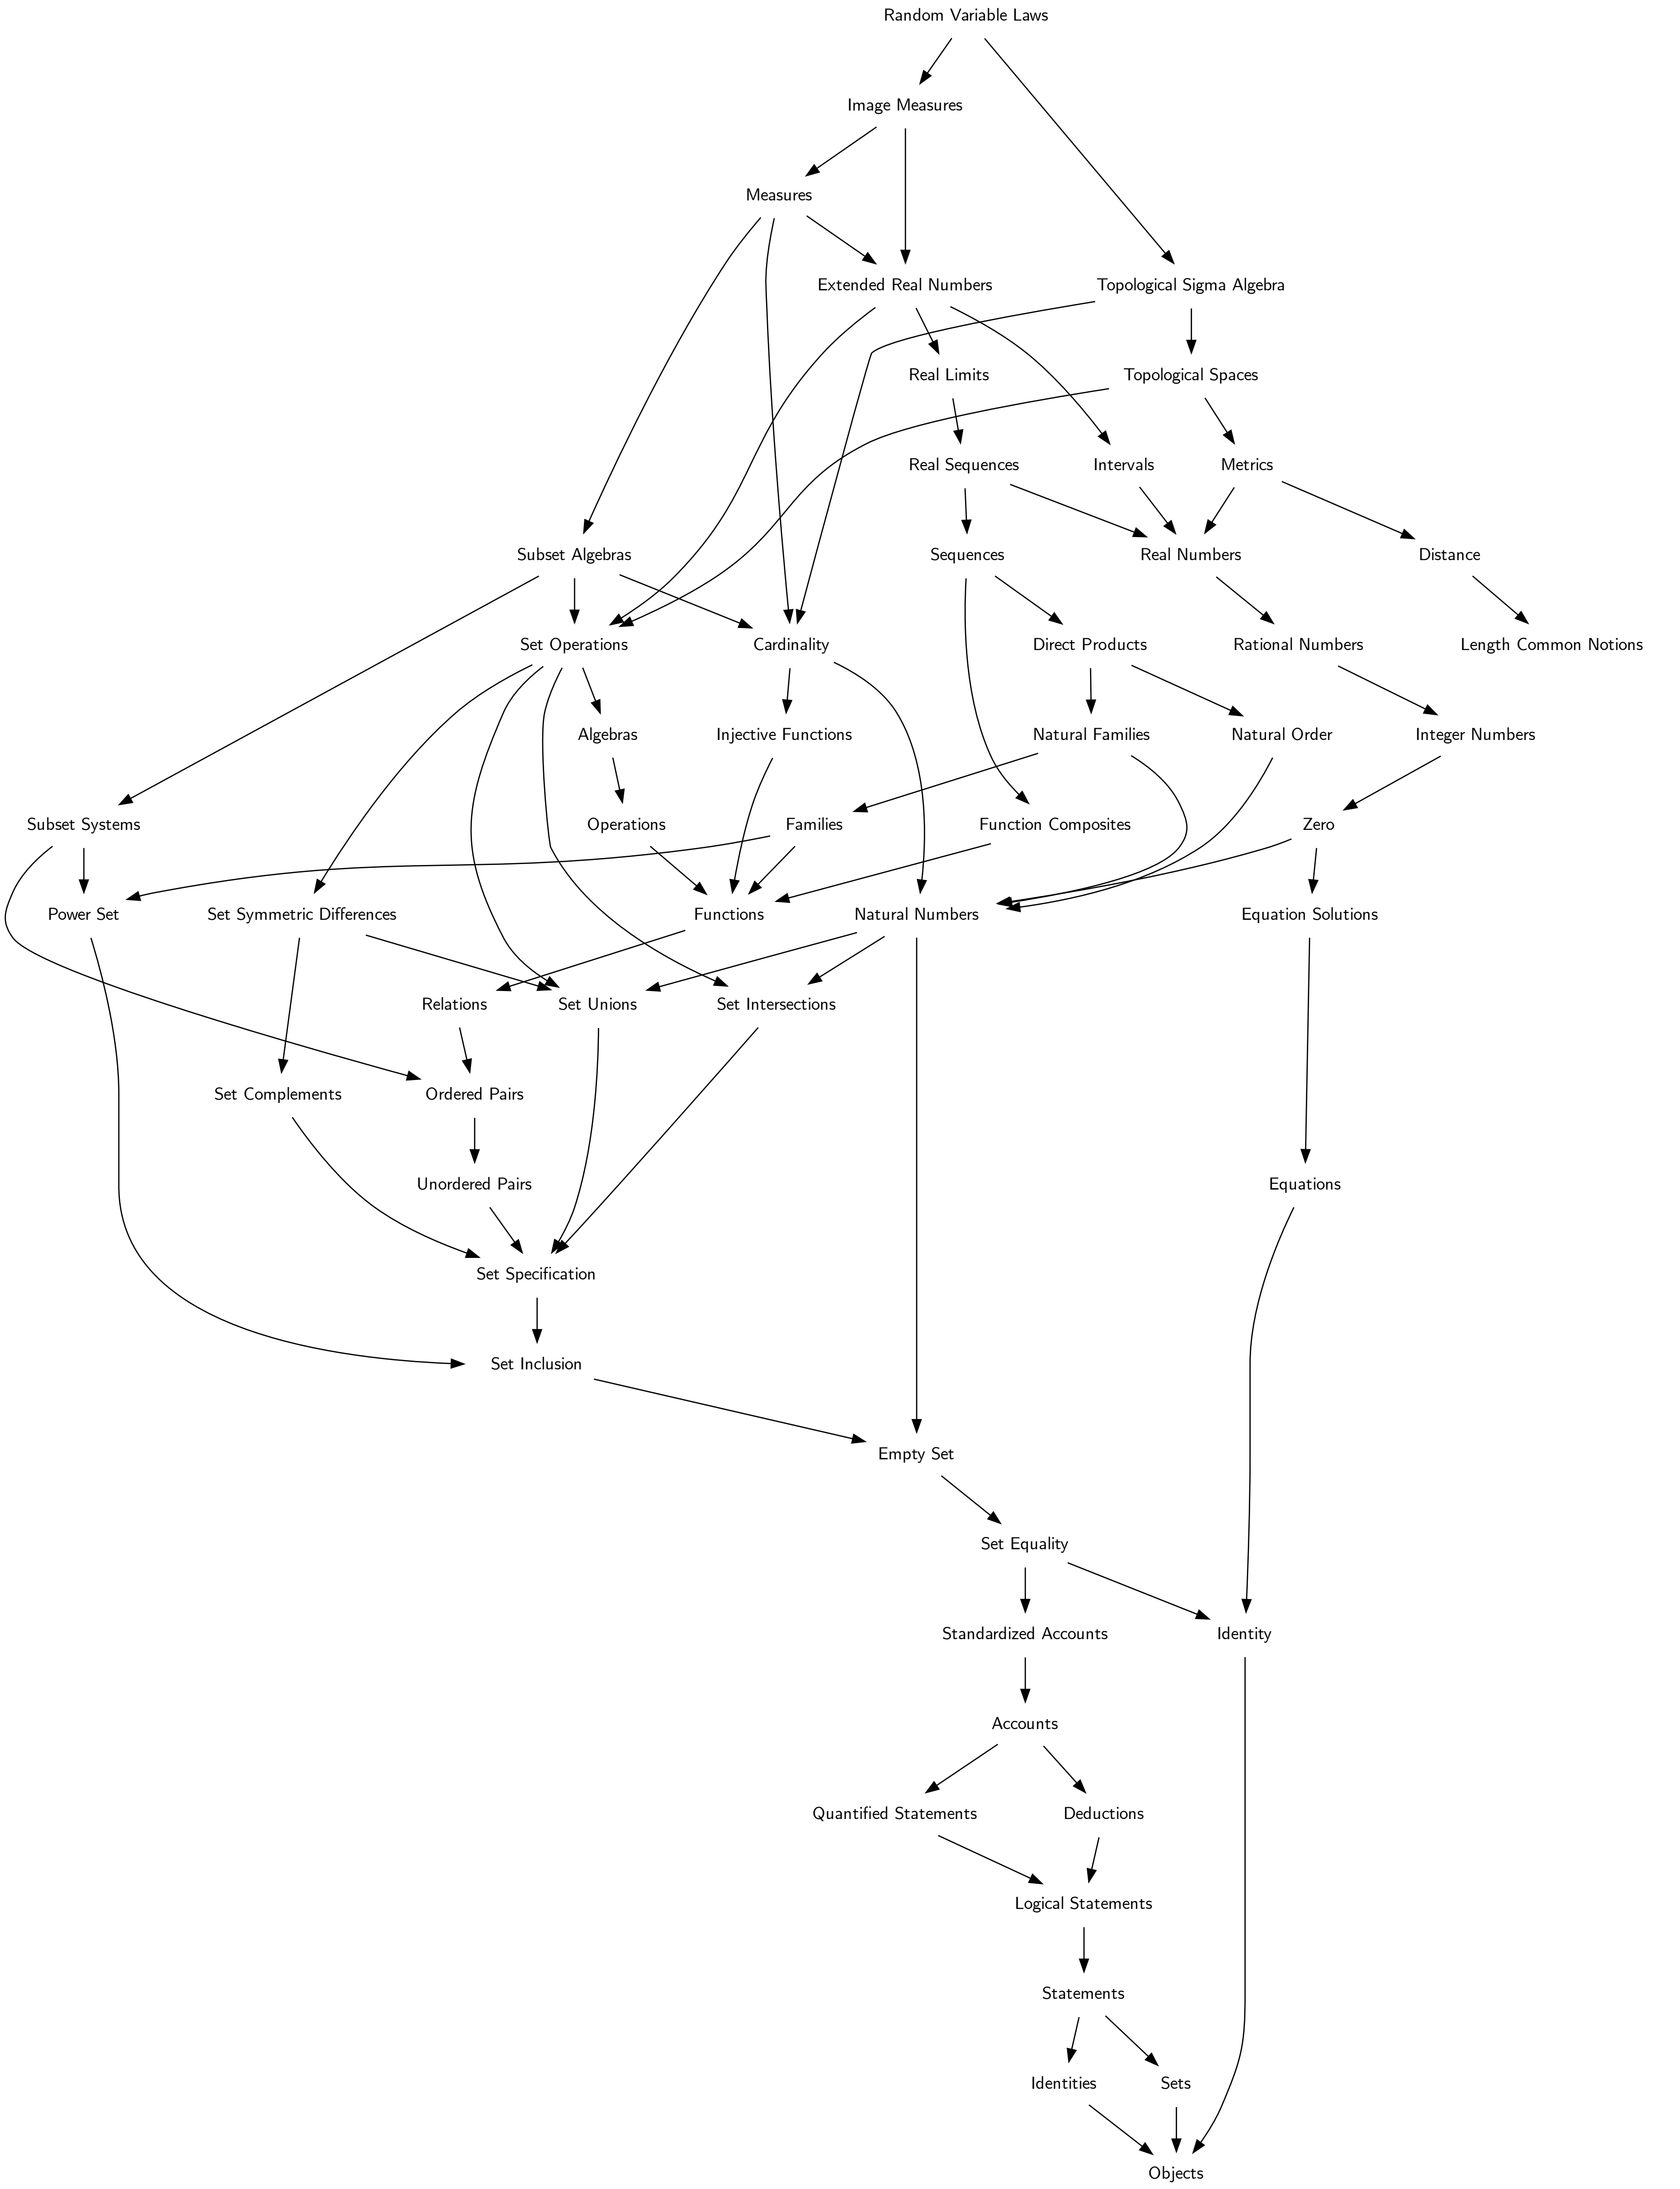 Random Variable Laws
Image Measures
Measures
Extended Real Numbers
Topological Sigma Algebra
Real Limits
Topological Spaces
Real Sequences
Intervals
Metrics
Subset Algebras
Sequences
Real Numbers
Distance
Set Operations
Cardinality
Direct Products
Rational Numbers
Length Common Notions
Algebras
Injective Functions
Natural Families
Natural Order
Integer Numbers
Subset Systems
Operations
Families
Function Composites
Zero
Power Set
Set Symmetric Differences
Functions
Natural Numbers
Equation Solutions
Relations
Set Unions
Set Intersections
Set Complements
Ordered Pairs
Unordered Pairs
Equations
Set Specification
Set Inclusion
Empty Set
Set Equality
Standardized Accounts
Identity
Accounts
Quantified Statements
Deductions
Logical Statements
Statements
Identities
Sets
Objects